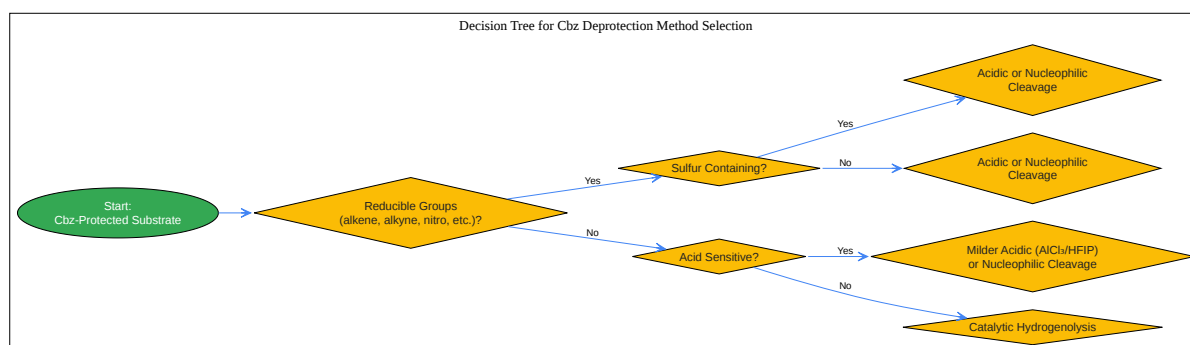 Decision Tree for Cbz Deprotection Method Selection
Start:
Cbz-Protected Substrate
Reducible Groups
(alkene, alkyne, nitro, etc.)?
Yes
No
Sulfur Containing?
Yes
No
Acidic or Nucleophilic
Cleavage
Acidic or Nucleophilic
Cleavage
Acid Sensitive?
Yes
No
Milder Acidic (AlCl₃/HFIP)
or Nucleophilic Cleavage
Catalytic Hydrogenolysis